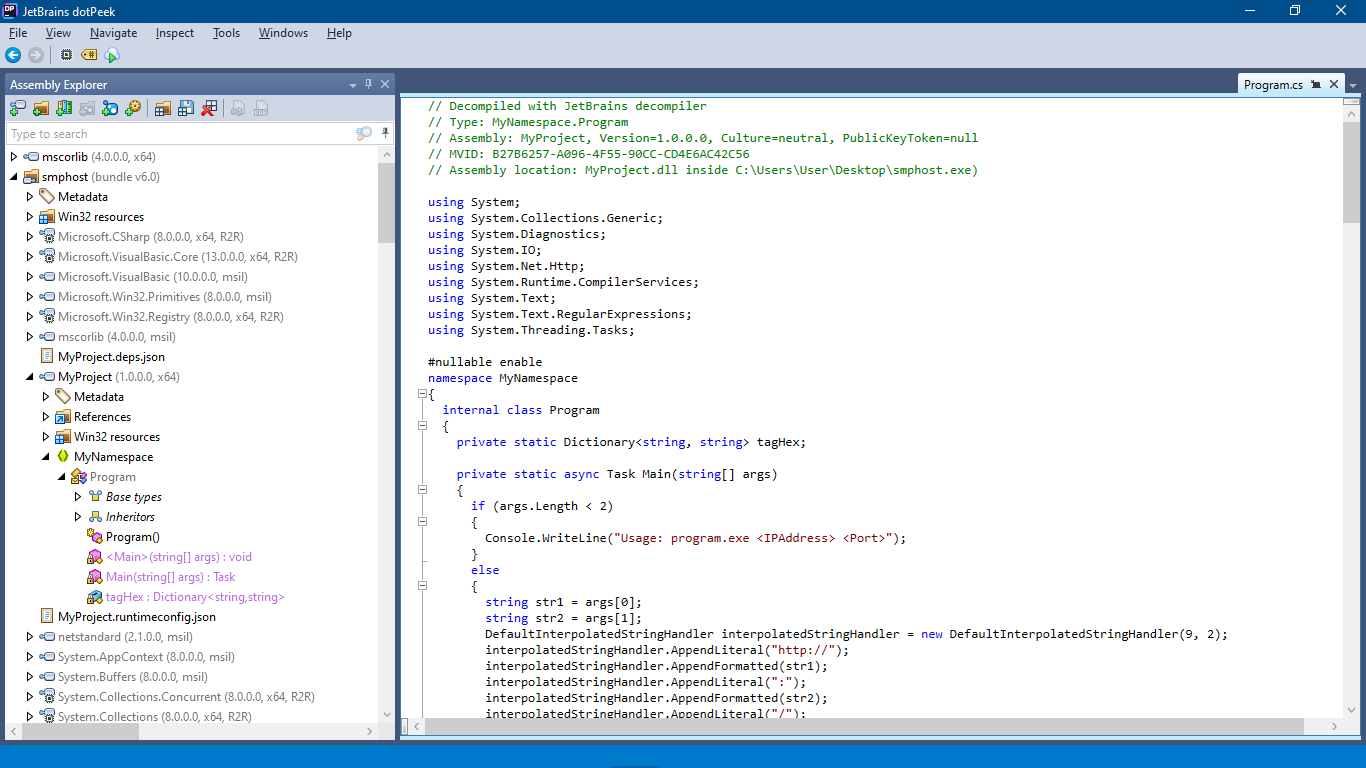 JetBrains dotPeek
File View Navigate Inspect Tools Windows Help
Assembly Explorer
Type to search
mscorlib (4.0.0.0, x64)
smphost (bundle v6.0)
Metadata
Win32 resources
Microsoft.CSharp (8.0.0.0, x64, R2R)
Microsoft.VisualBasic.Core (13.0.0.0, x64, R2R)
Microsoft.VisualBasic (10.0.0.0, msil)
Microsoft.Win32.Primitives (8.0.0.0, msil)
Microsoft.Win32.Registry (8.0.0.0, x64, R2R)
mscorlib (4.0.0.0, msil)
MyProject.deps.json
MyProject (1.0.0.0, x64)
Metadata
References
Win32 resources
MyNamespace
Program
Base types
Inheritors
Program()
<Main>(string[] args) : void
Main(string[] args) : Task
tagHex : Dictionary<string,string>
MyProject.runtimeconfig.json
netstandard (2.1.0.0, msil)
System.AppContext (8.0.0.0, msil)
System.Buffers (8.0.0.0, msil)
System.Collections.Concurrent (8.0.0.0, x64, R2R)
System.Collections (8.0.0.0, x64, R2R)
Program.cs
// Decompiled with JetBrains decompiler
// Type: MyNamespace.Program
// Assembly: MyProject, Version=1.0.0.0, Culture=neutral, PublicKeyToken=null
// MVID: B27B6257-A096-4F55-90CC-CD4E6AC42C56
// Assembly location: MyProject.dll inside C:\Users\User\Desktop\smphost.exe)
using System;
using System.Collections.Generic;
using System.Diagnostics;
using System.IO;
using System.Net.Http;
using System.Runtime.CompilerServices;
using System.Text;
using System.Text.RegularExpressions;
using System.Threading.Tasks;
#nullable enable
namespace MyNamespace
{
internal class Program
{
private static Dictionary<string, string> tagHex;
private static async Task Main(string[] args)
{
if (args.Length < 2)
{
Console.WriteLine("Usage: program.exe <IPAddress> <Port>");
}
else
{
string str1 = args[0];
string str2 = args[1];
DefaultInterpolatedStringHandler interpolatedStringHandler = new DefaultInterpolatedStringHandler(9, 2);
interpolatedStringHandler.AppendLiteral("http://");
interpolatedStringHandler.AppendFormatted(str1);
interpolatedStringHandler.AppendLiteral(":");
interpolatedStringHandler.AppendFormatted(str2);
interpolatedStringHandler.AppendLiteral("/");